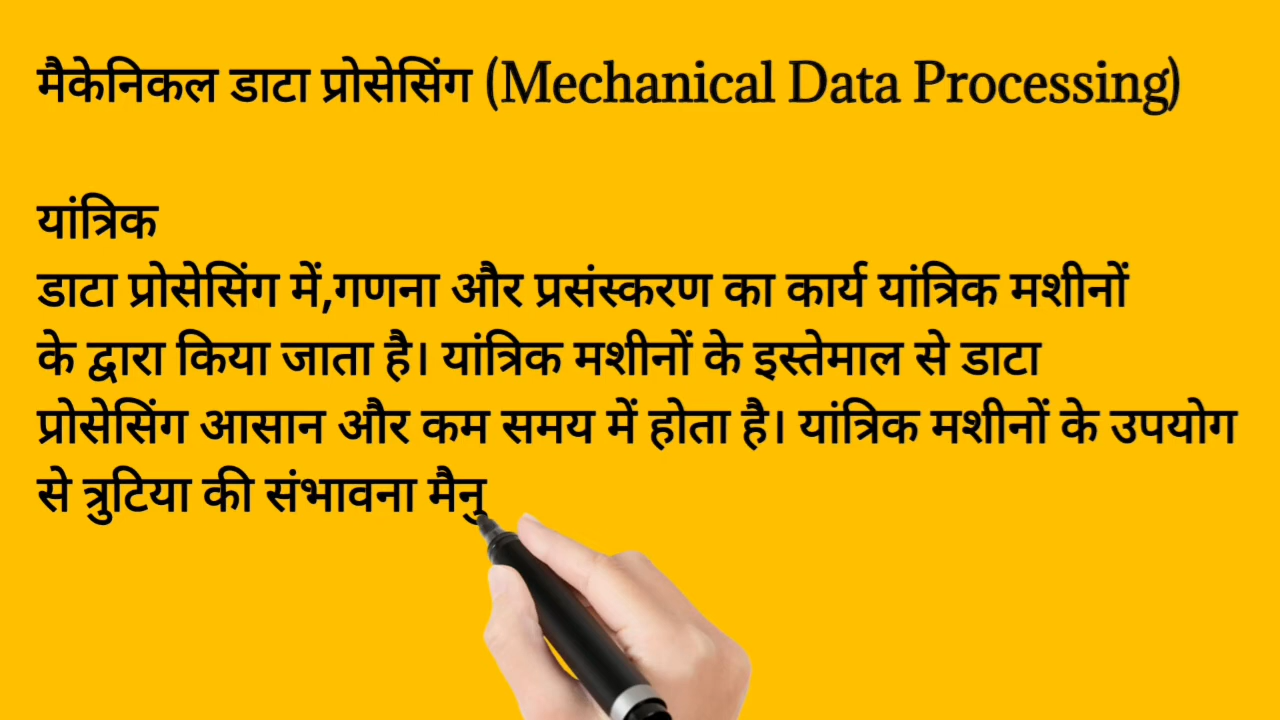 मैकेनिकल डाटा प्रोसेसिंग (Mechanical Data Processing)
यांत्रिक
डाटा प्रोसेसिंग में,गणना और प्रसंस्करण का कार्य यांत्रिक मशीनों
के द्वारा किया जाता है। यांत्रिक मशीनों के इस्तेमाल से डाटा
प्रोसेसिंग आसान और कम समय में होता है। यांत्रिक मशीनों के उपयोग
से त्रुटिया की संभावना मैनु